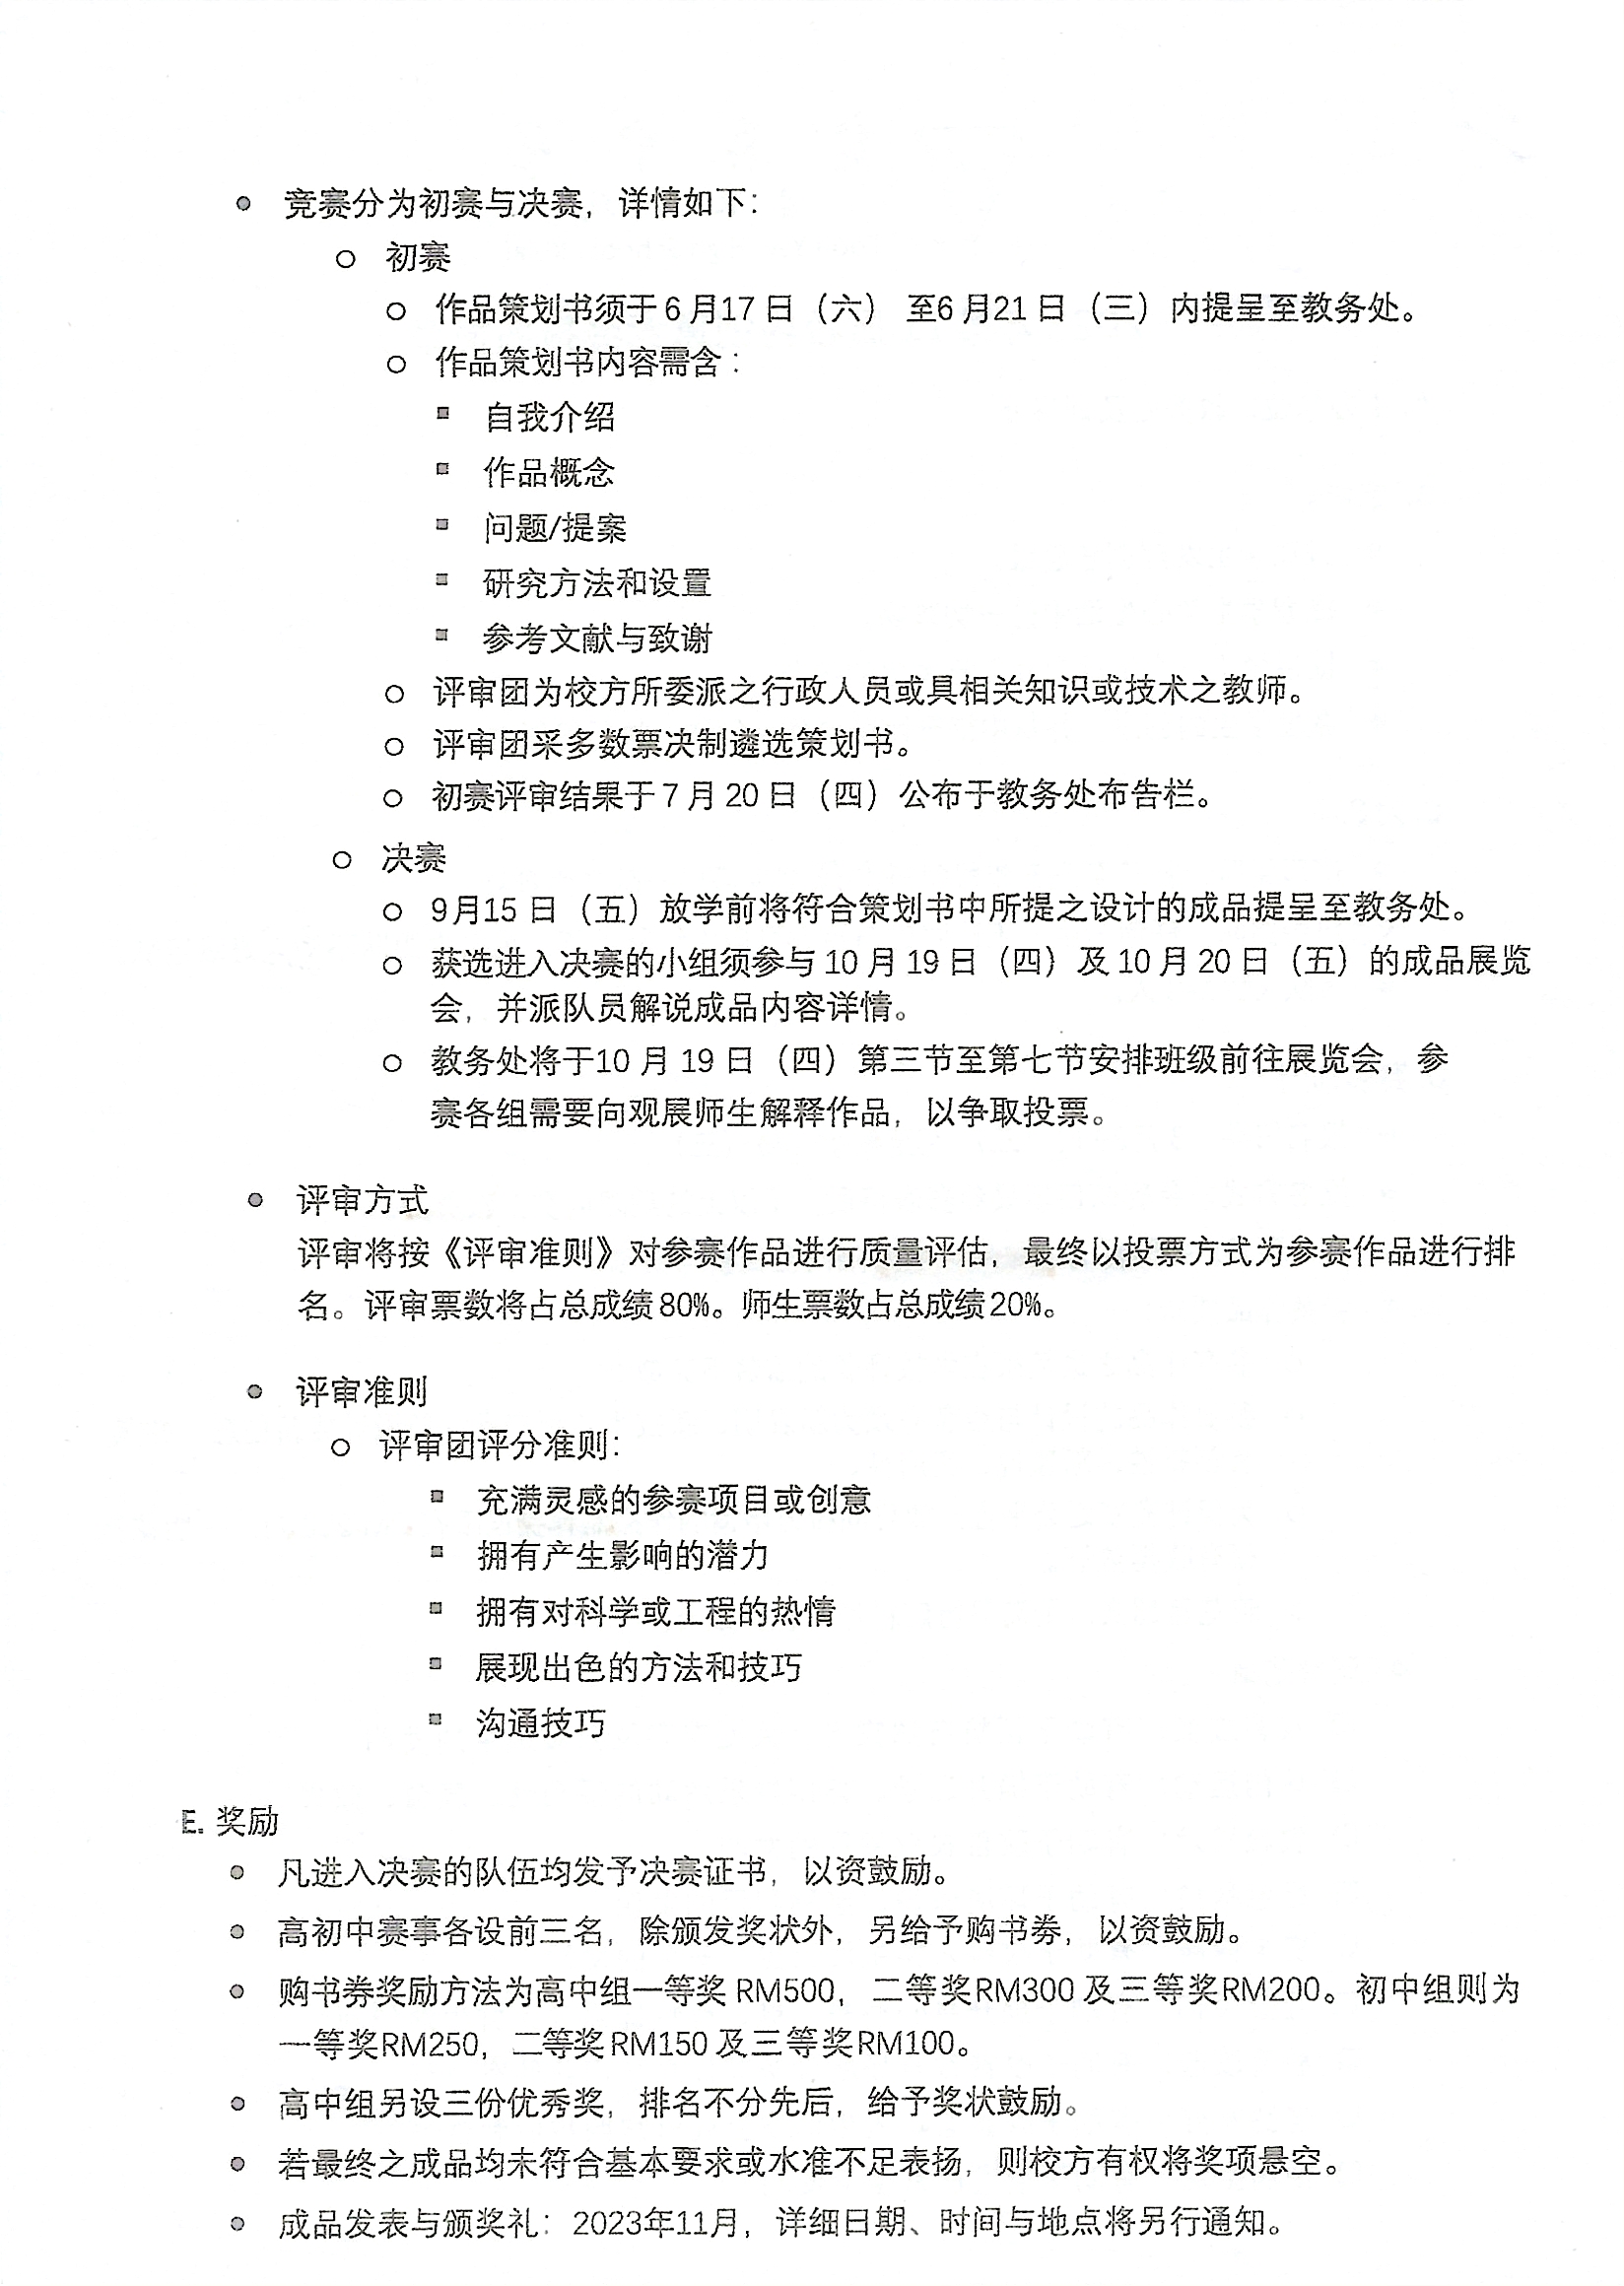 ● 竞赛分为初赛与决赛，详情如下：
○ 初赛
○ 作品策划书须于 6 月17 日（六） 至6 月21 日（三）内提呈至教务处。
○ 作品策划书内容需含：
▪ 自我介绍
▪ 作品概念
▪ 问题/提案
▪ 研究方法和设置
▪ 参考文献与致谢
○ 评审团为校方所委派之行政人员或具相关知识或技术之教师。
○ 评审团采多数票决制遴选策划书。
○ 初赛评审结果于 7 月 20 日（四）公布于教务处布告栏。
○ 决赛
○ 9月15 日（五）放学前将符合策划书中所提之设计的成品提呈至教务处。
○ 获选进入决赛的小组须参与 10 月 19 日（四）及 10 月 20 日（五）的成品展览
会，并派队员解说成品内容详情。
○ 教务处将于10 月 19 日（四）第三节至第七节安排班级前往展览会，参
赛各组需要向观展师生解释作品，以争取投票。
● 评审方式
评审将按《评审准则》对参赛作品进行质量评估，最终以投票方式为参赛作品进行排
名。评审票数将占总成绩 80%。师生票数占总成绩 20%。
● 评审准则
○ 评审团评分准则：
▪ 充满灵感的参赛项目或创意
▪ 拥有产生影响的潜力
▪ 拥有对科学或工程的热情
▪ 展现出色的方法和技巧
▪ 沟通技巧
E. 奖励
● 凡进入决赛的队伍均发予决赛证书，以资鼓励。
● 高初中赛事各设前三名，除颁发奖状外，另给予购书券，以资鼓励。
● 购书券奖励方法为高中组一等奖 RM500，二等奖RM300 及三等奖RM200。初中组则为
一等奖RM250，二等奖 RM150 及三等奖RM100。
● 高中组另设三份优秀奖，排名不分先后，给予奖状鼓励。
● 若最终之成品均未符合基本要求或水准不足表扬，则校方有权将奖项悬空。
● 成品发表与颁奖礼：2023年11月，详细日期、时间与地点将另行通知。